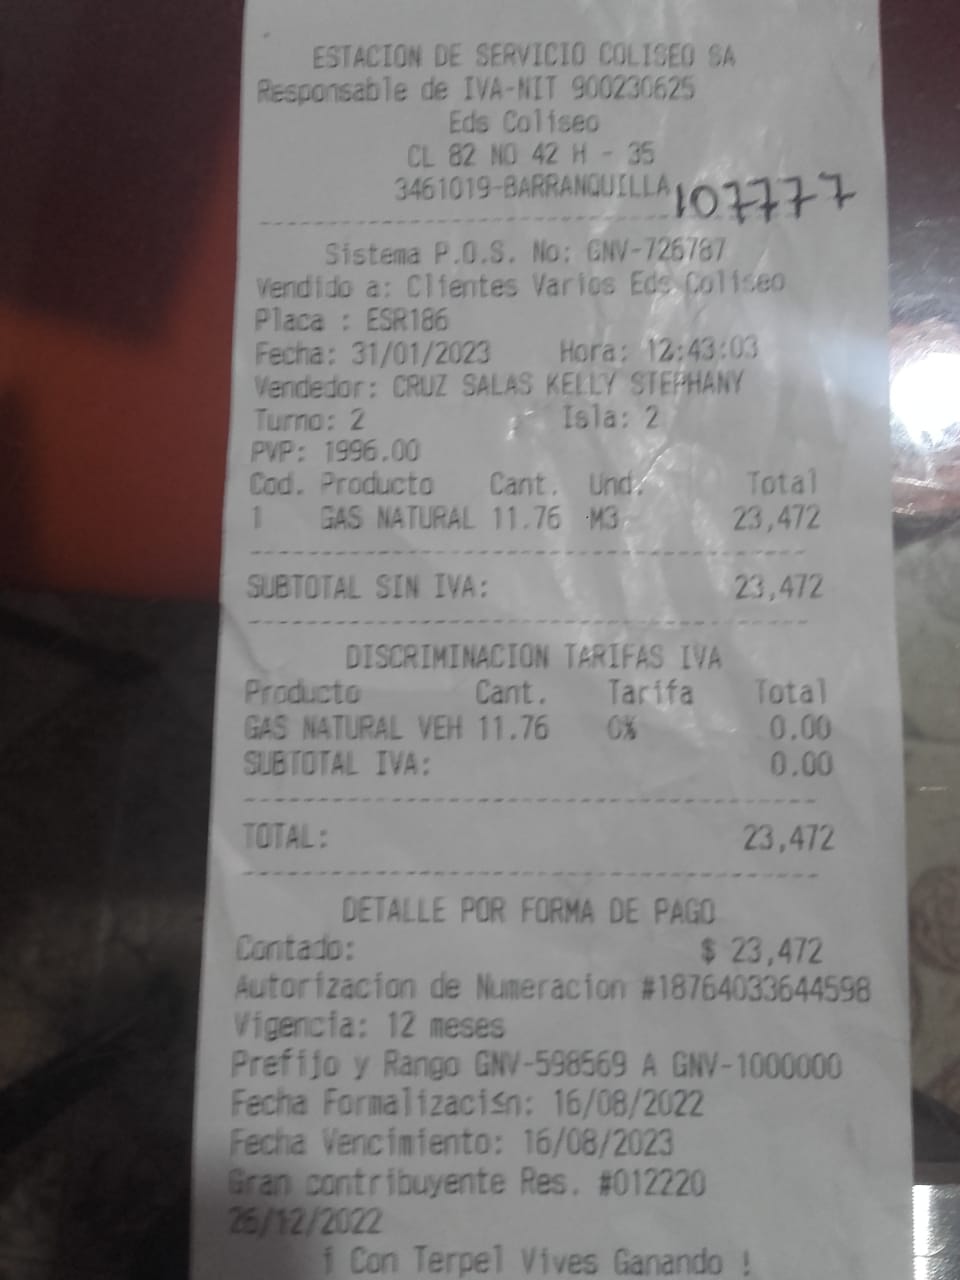 ESTACION DE SERVICIO COLISEO SA
Responsable de IVA-NIT 900230625
Eds Coliseo
CL 82 NO 42 H - 35
3461019-BARRANQUILLA
107777
Sistema P.O.S. No: GNV-726787
Vendido a: Clientes Varios Eds Coliseo
Placa : ESR186
Fecha: 31/01/2023 Hora: 12:43:03
Vendedor: CRUZ SALAS KELLY STEPHANY
Turno: 2 Isla: 2
PVP: 1996.00
Cod. Producto Cant. Und. Total
1 GAS NATURAL 11.76 M3 23,472
SUBTOTAL SIN IVA: 23,472
DISCRIMINACION TARIFAS IVA
Producto Cant. Tarifa Total
GAS NATURAL VEH 11.76 0% 0.00
SUBTOTAL IVA: 0.00
TOTAL: 23,472
DETALLE POR FORMA DE PAGO
Contado: $ 23,472
Autorizacion de Numeracion #18764033644598
Vigencia: 12 meses
Prefijo y Rango GNV-598569 A GNV-1000000
Fecha Formalizaci≤n: 16/08/2022
Fecha Vencimiento: 16/08/2023
Gran contribuyente Res. #012220
26/12/2022
¡ Con Terpel Vives Ganando !